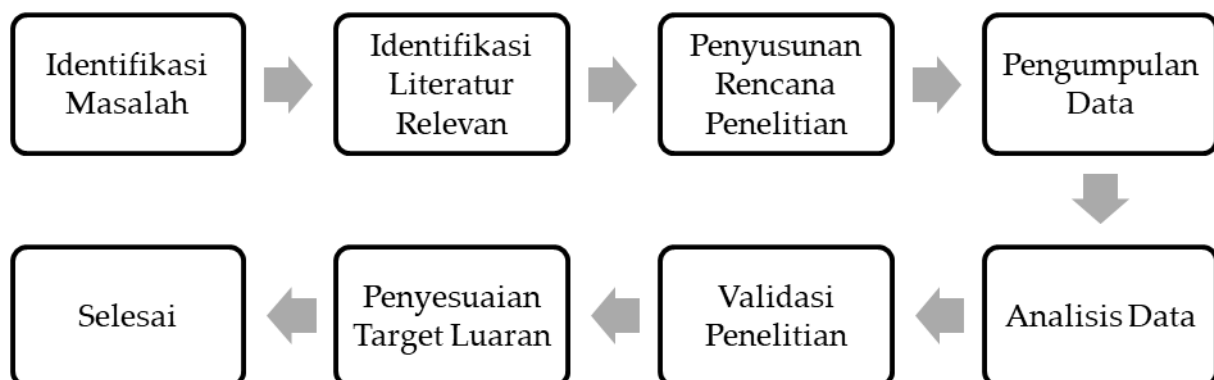 Identifikasi
Masalah
Identifikasi
Literatur
Relevan
Penyusunan
Rencana
Penelitian
Pengumpulan
Data
Analisis Data
Validasi
Penelitian
Penyesuaian
Target Luaran
Selesai